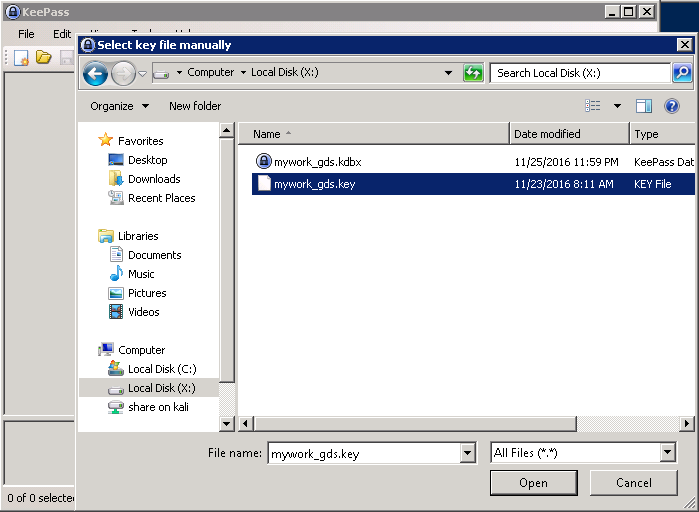 KeePass
File Edit
Select key file manually
Computer Local Disk (X:) Search Local Disk (X:)
Organize New folder
Name Date modified Type
Favorites
Desktop
Downloads
Recent Places
Libraries
Documents
Music
Pictures
Videos
Computer
Local Disk (C:)
Local Disk (X:)
share on kali
mywork_gds.kdbx 11/25/2016 11:59 PM KeePass Dat
mywork_gds.key 11/23/2016 8:11 AM KEY File
File name: mywork_gds.key All Files (*.*)
Open Cancel
0 of 0 selected